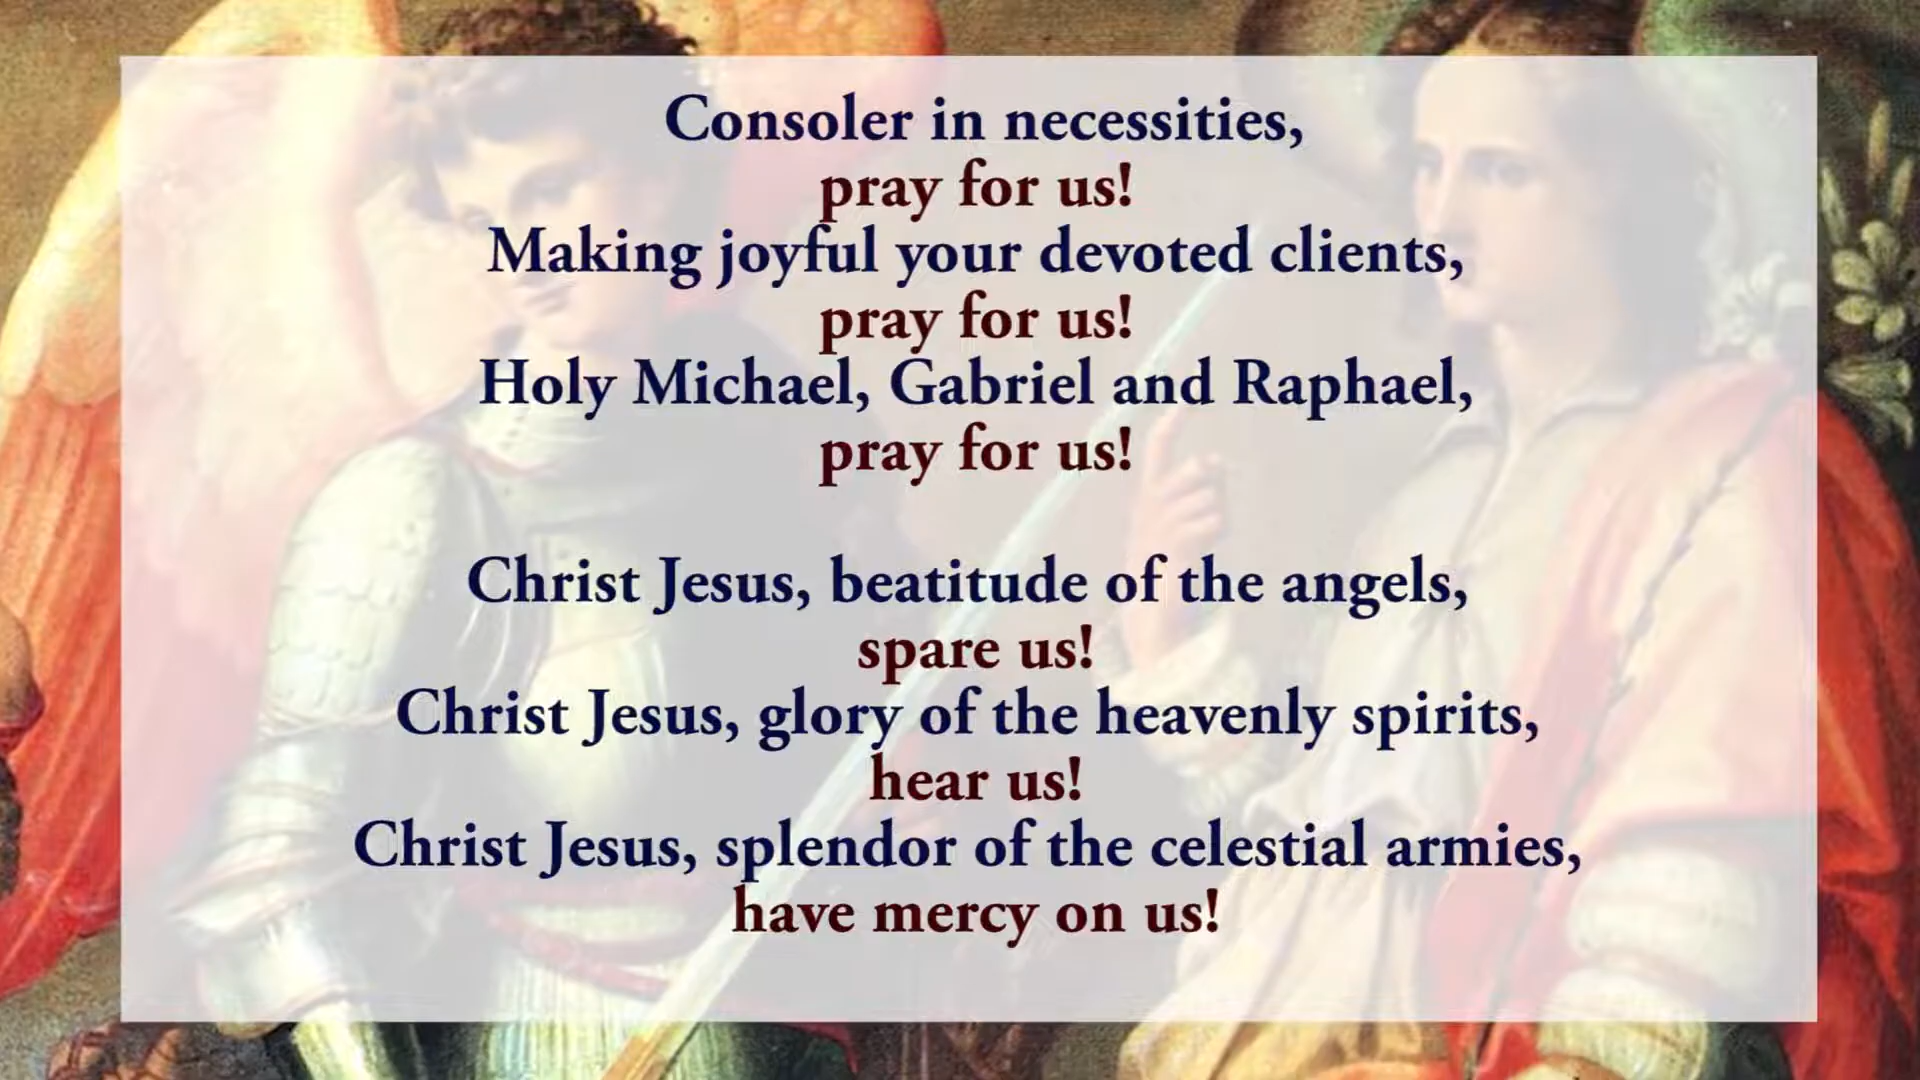 Consoler in necessities,
pray for us!
Making joyful your devoted clients,
pray for us!
Holy Michael, Gabriel and Raphael,
pray for us!
Christ Jesus, beatitude of the angels,
spare us!
Christ Jesus, glory of the heavenly spirits,
hear us!
Christ Jesus, splendor of the celestial armies,
have mercy on us!